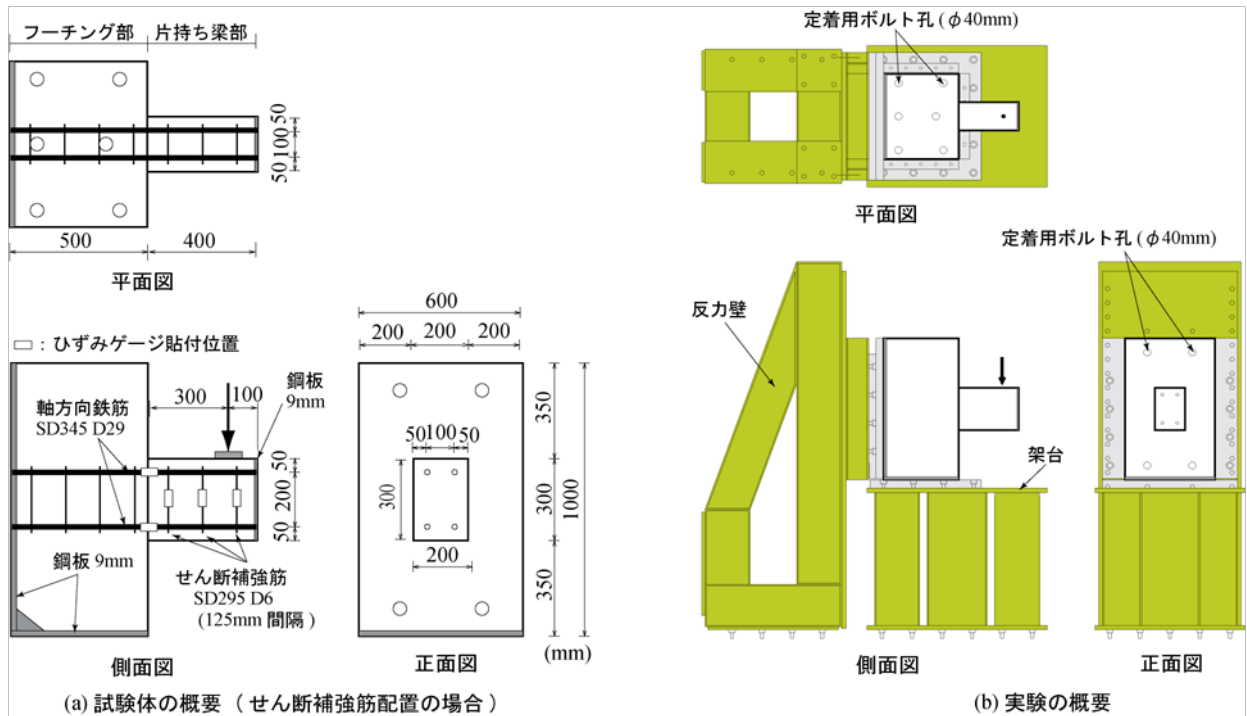 フーチング部
片持ち梁部
50
100
50
500
400
平面図
□：ひずみゲージ貼付位置
鋼板
9mm
300
100
軸方向鉄筋
SD345 D29
50
200
50
鋼板 9mm
せん断補強筋
SD295 D6
(125mm 間隔 )
側面図
600
200
200
200
50
100
50
300
200
350
300
350
1000
(mm)
正面図
(a) 試験体の概要 （ せん断補強筋配置の場合 ）
定着用ボルト孔 ( φ40mm)
平面図
定着用ボルト孔 ( φ40mm)
反力壁
架台
側面図
正面図
(b) 実験の概要